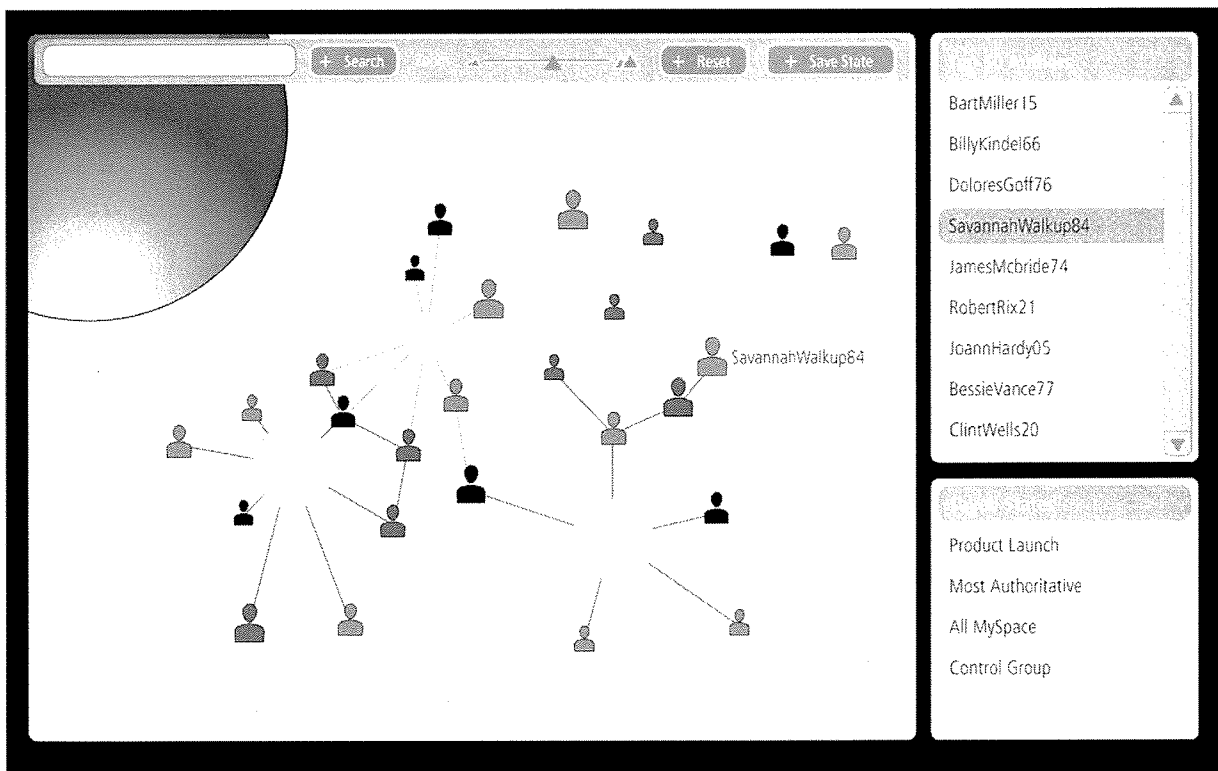 + Search
+ Reset
+ Save State
BartMiller15
BillyKindel66
DoloresGoff76
SavannahWalkup84
JamesMcbride74
RobertRix21
JoannHardy05
BessieVance77
ClintWells20
SavannahWalkup84
Product Launch
Most Authoritative
All MySpace
Control Group